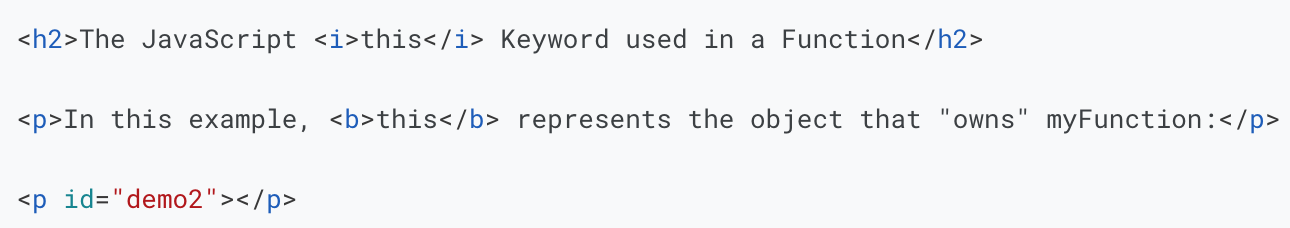 <h2>The JavaScript <i>this</i> Keyword used in a Function</h2>
<p>In this example, <b>this</b> represents the object that "owns" myFunction:</p>
<p id="demo2"></p>